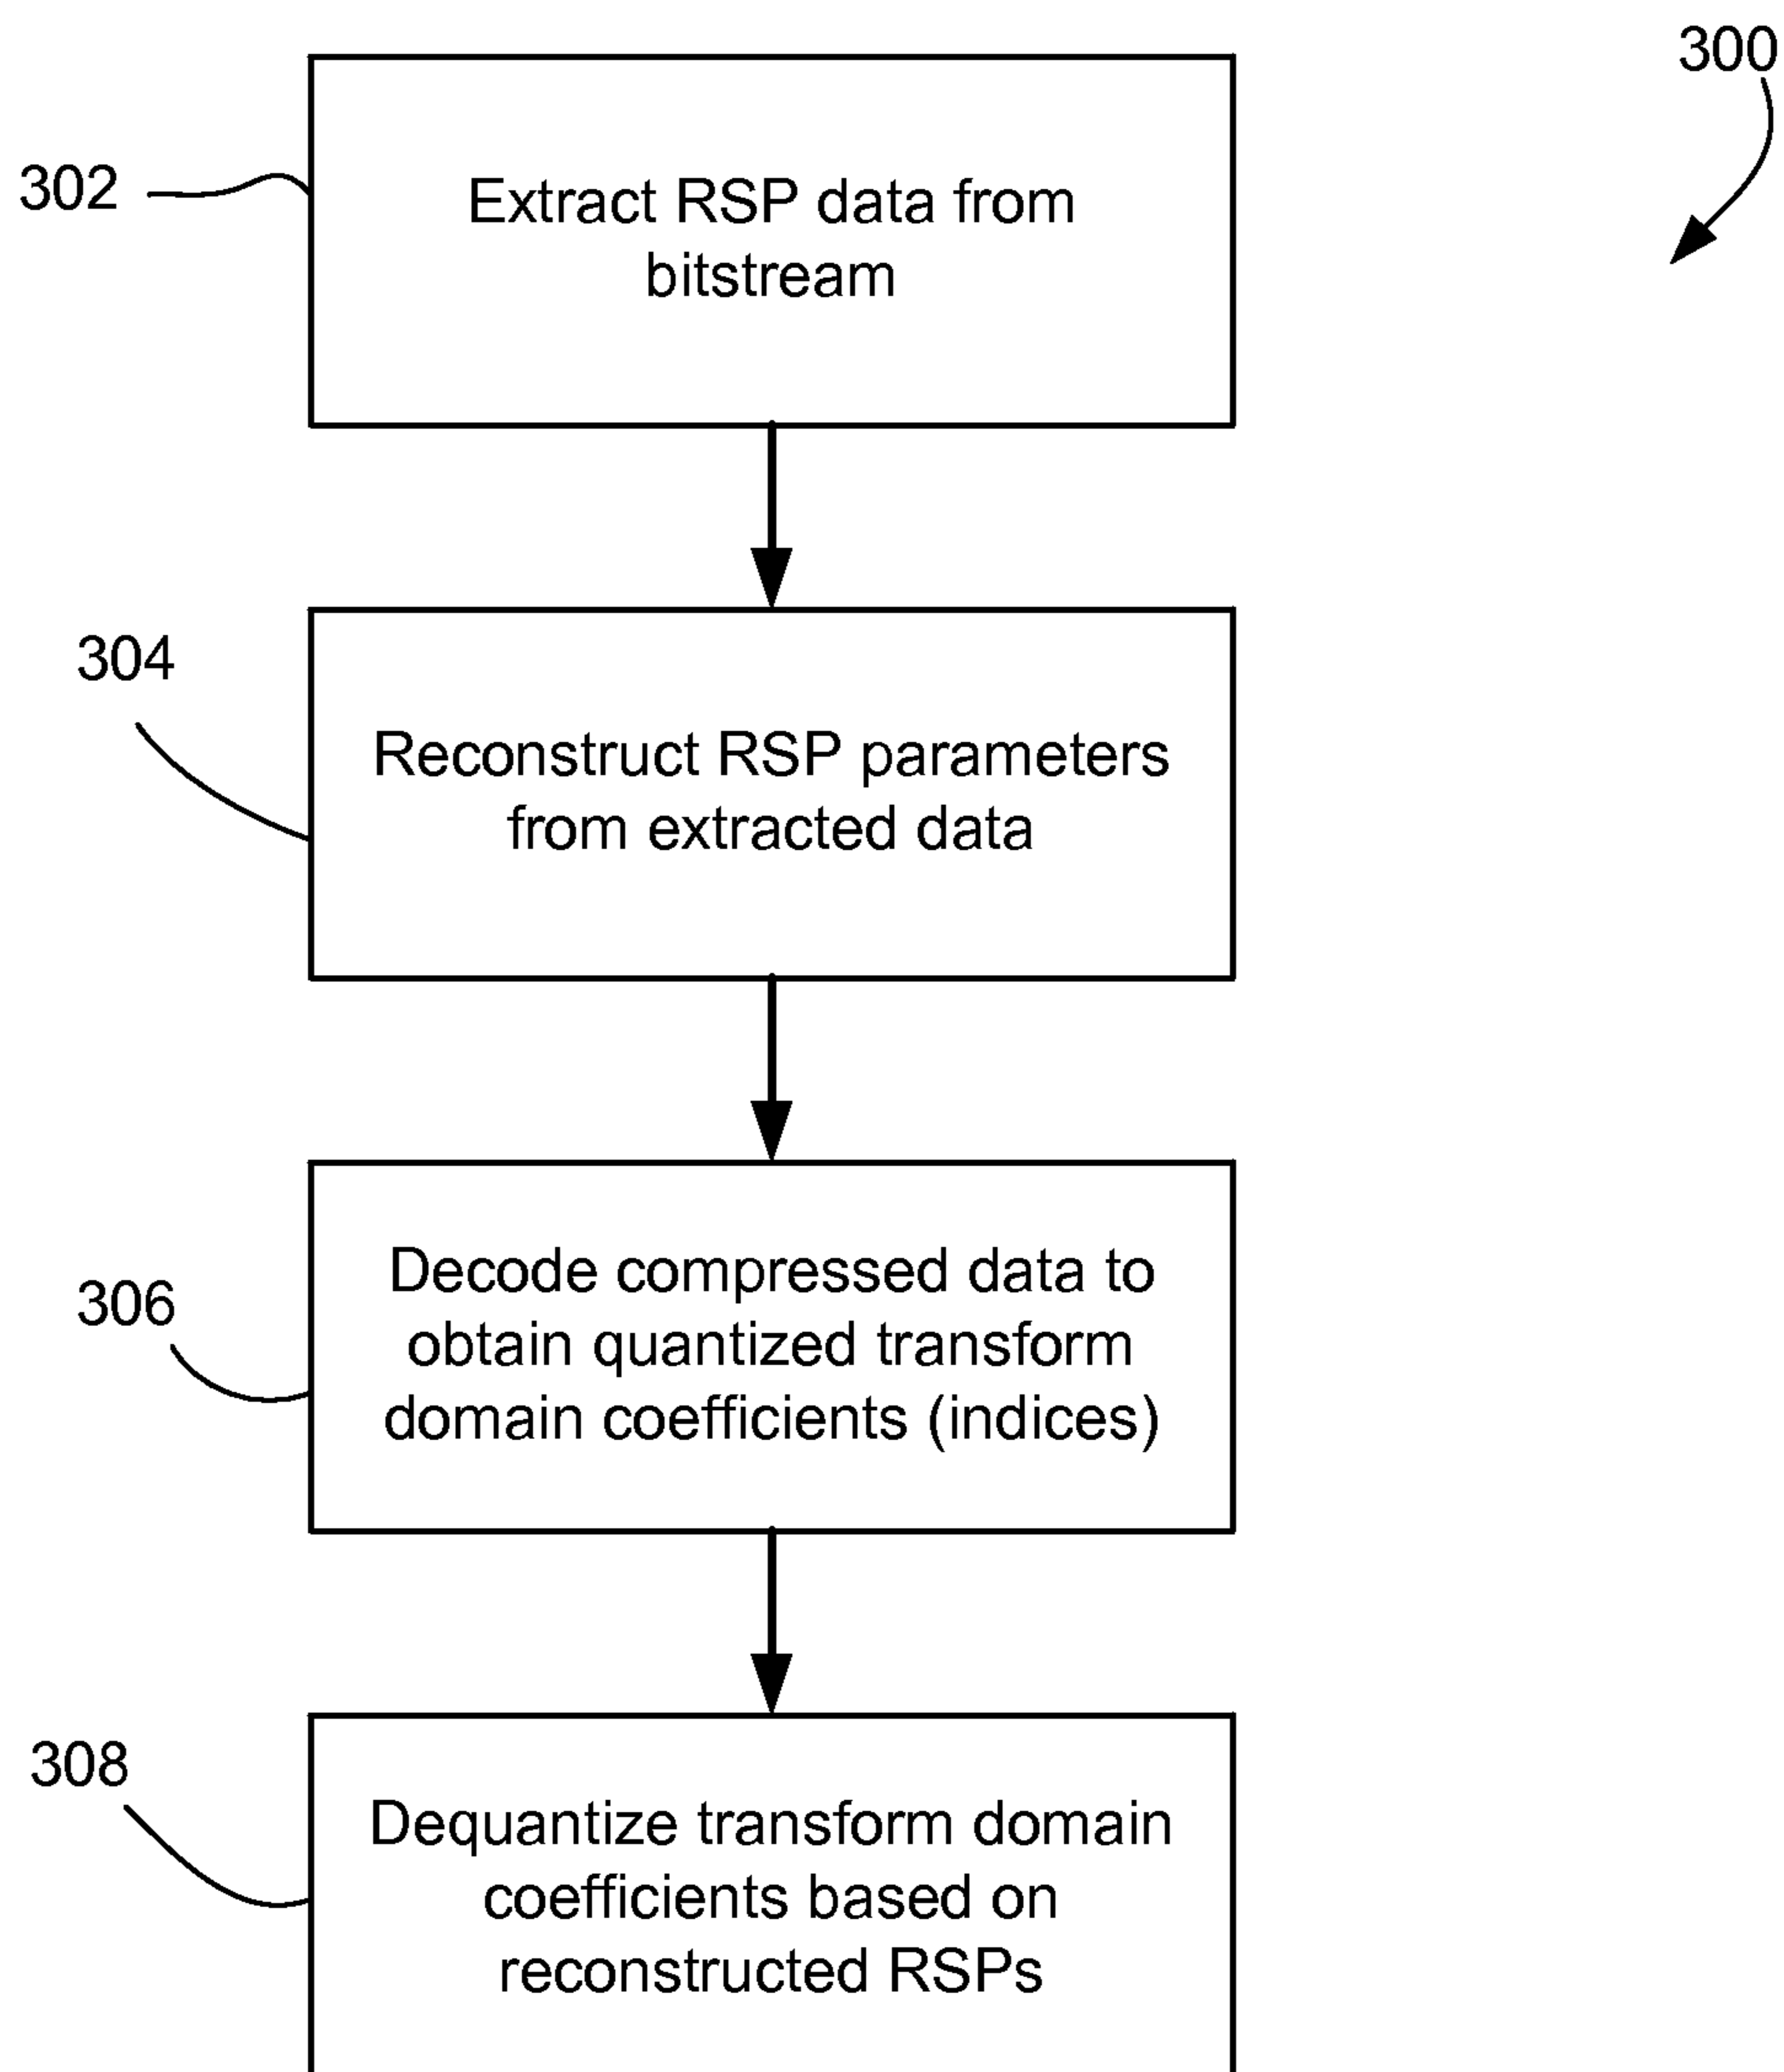 300
302
Extract RSP data from
bitstream
304
Reconstruct RSP parameters
from extracted data
306
Decode compressed data to
obtain quantized transform
domain coefficients (indices)
308
Dequantize transform domain
coefficients based on
reconstructed RSPs